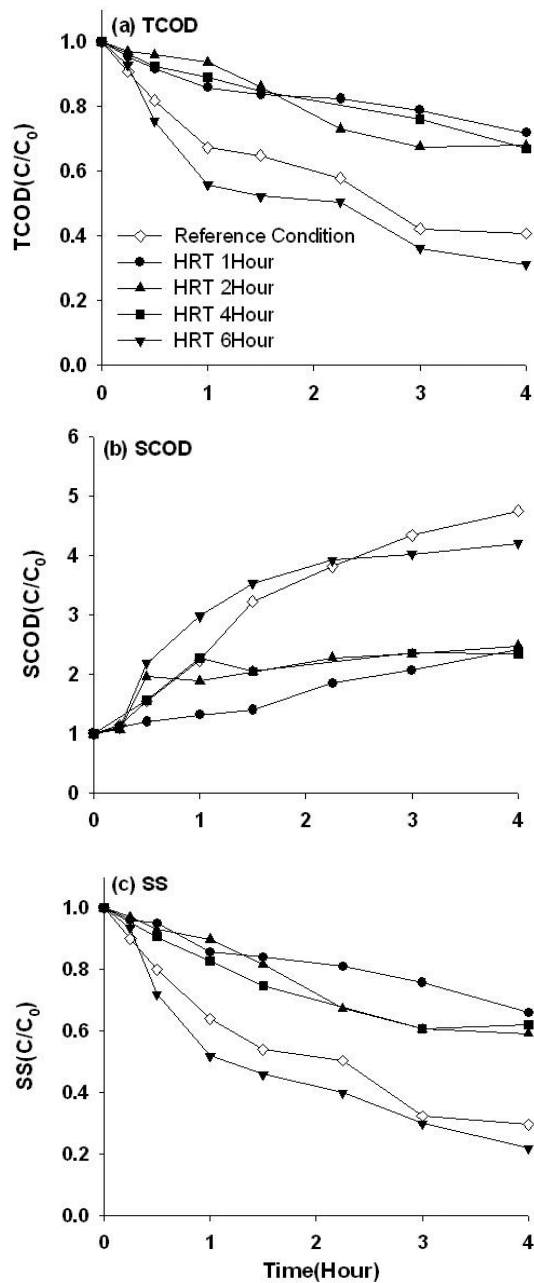 (a) TCOD
1.0
0.8
0.6
0.4
0.2
0.0
TCOD(C/C0)
Reference Condition
HRT 1Hour
HRT 2Hour
HRT 4Hour
HRT 6Hour
0 1 2 3 4
(b) SCOD
6
5
4
3
2
1
0
SCOD(C/C0)
0 1 2 3 4
(c) SS
1.0
0.8
0.6
0.4
0.2
0.0
SS(C/C0)
0 1 2 3 4
Time(Hour)